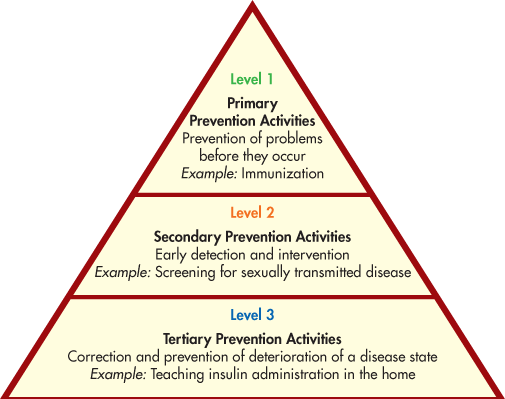 Level 1
Primary
Prevention Activities
Prevention of problems
before they occur
Example: Immunization
Level 2
Secondary Prevention Activities
Early detection and intervention
Example: Screening for sexually transmitted disease
Level 3
Tertiary Prevention Activities
Correction and prevention of deterioration of a disease state
Example: Teaching insulin administration in the home